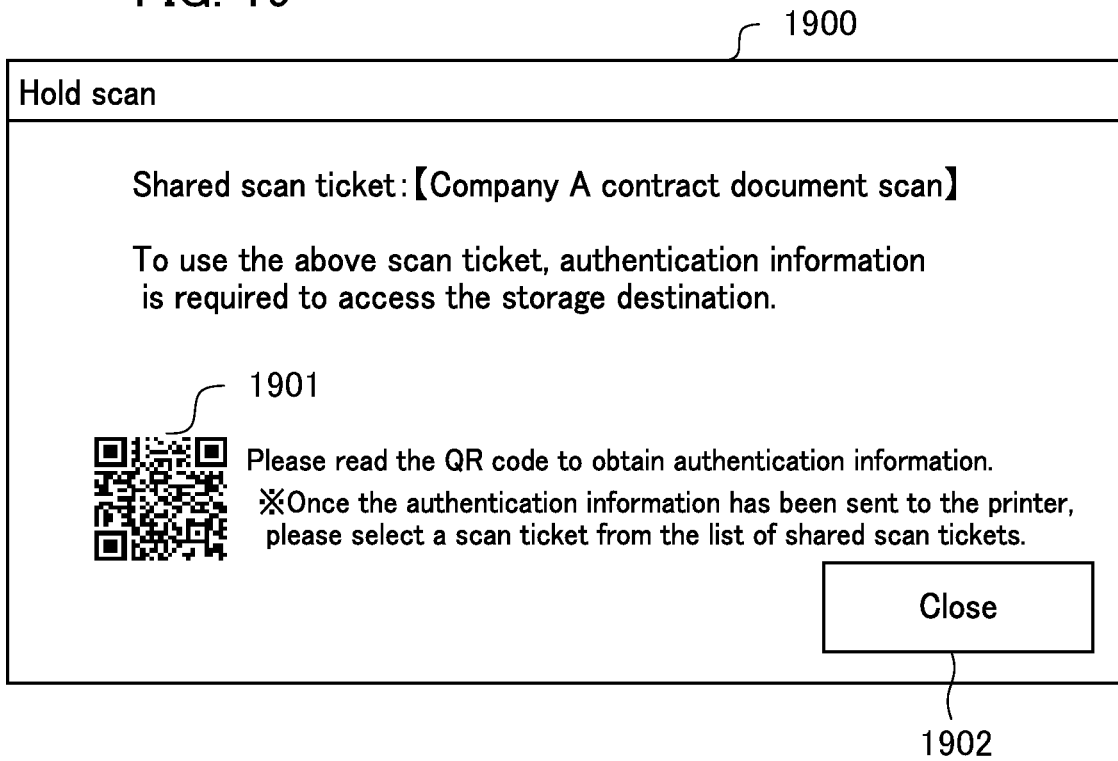 1900
Hold scan
Shared scan ticket:【Company A contract document scan】
To use the above scan ticket, authentication information
is required to access the storage destination.
1901
Please read the QR code to obtain authentication information.
※Once the authentication information has been sent to the printer,
please select a scan ticket from the list of shared scan tickets.
Close
1902